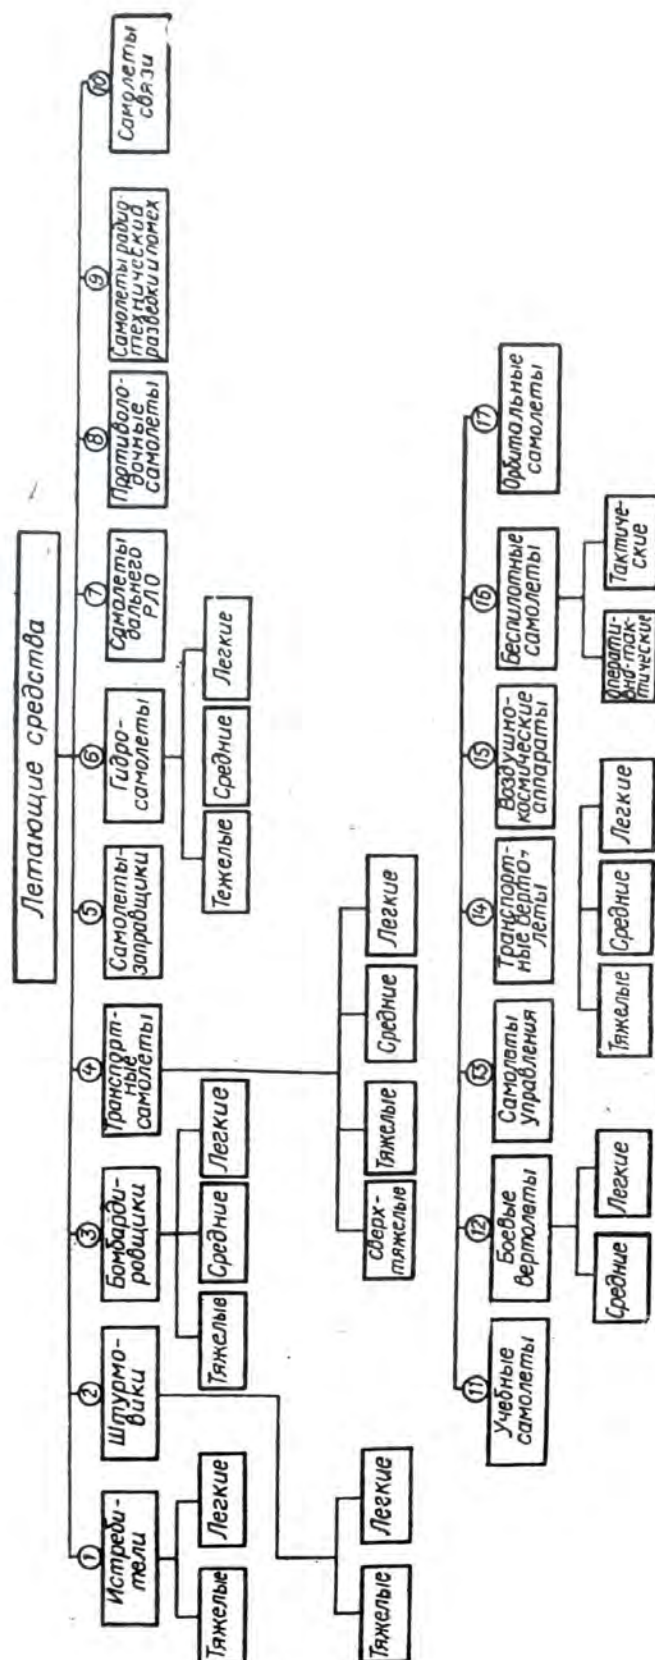 Летающие средства
1
Истреби-
тели
Тяжелые
Легкие
2
Штурмо-
вики
Тяжелые
Легкие
3
Бомбарди-
ровщики
Тяжелые
Средние
Легкие
4
Транспорт-
ные
самолеты
сверх-
тяжелые
Тяжелые
Средние
Легкие
5
Самолеты-
заправщики
6
Гидро-
самолеты
Тежелые
Средние
Легкие
7
Самолеты
дальнего
РЛО
8
Противоло-
дочные
самолеты
9
Самолеты радио-
технический
разведки и помех
10
Самолеты
связи
11
Учебные
самолеты
12
Боевые
вертолеты
Средние
Легкие
13
Самолеты
управления
14
Транспорт-
ные верто-
леты
Тяжелые
Средние
Легкие
15
Воздушно-
космические
аппараты
16
Беспилотные
самолеты
операти-
вно-так-
тические
Тактиче-
ские
17
Орбитальные
самолеты